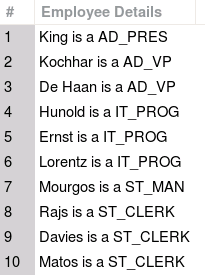 # Employee Details
1 King is a AD_PRES
2 Kochhar is a AD_VP
3 De Haan is a AD_VP
4 Hunold is a IT_PROG
5 Ernst is a IT_PROG
6 Lorentz is a IT_PROG
7 Mourgos is a ST_MAN
8 Rajs is a ST_CLERK
9 Davies is a ST_CLERK
10 Matos is a ST_CLERK